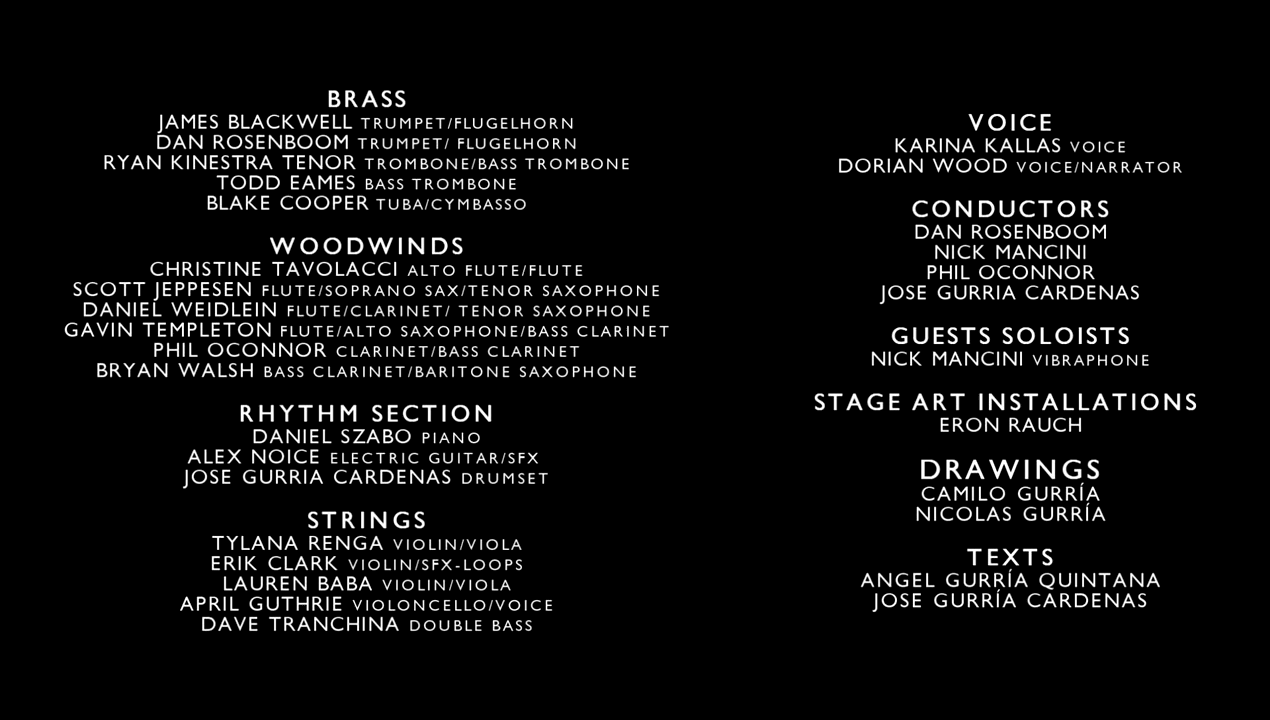 BRASS
JAMES BLACKWELL TRUMPET/FLUGELHORN
DAN ROSENBOOM TRUMPET/ FLUGELHORN
RYAN KINESTRA TENOR TROMBONE/BASS TROMBONE
TODD EAMES BASS TROMBONE
BLAKE COOPER TUBA/CYMBASSO
WOODWINDS
CHRISTINE TAVOLACCI ALTO FLUTE/FLUTE
SCOTT JEPPESEN FLUTE/SOPRANO SAX/TENOR SAXOPHONE
DANIEL WEIDLEIN FLUTE/CLARINET/ TENOR SAXOPHONE
GAVIN TEMPLETON FLUTE/ALTO SAXOPHONE/BASS CLARINET
PHIL OCONNOR CLARINET/BASS CLARINET
BRYAN WALSH BASS CLARINET/BARITONE SAXOPHONE
RHYTHM SECTION
DANIEL SZABO PIANO
ALEX NOICE ELECTRIC GUITAR/SFX
JOSE GURRIA CARDENAS DRUMSET
STRINGS
TYLANA RENGA VIOLIN/VIOLA
ERIK CLARK VIOLIN/SFX-LOOPS
LAUREN BABA VIOLIN/VIOLA
APRIL GUTHRIE VIOLONCELLO/VOICE
DAVE TRANCHINA DOUBLE BASS
VOICE
KARINA KALLAS VOICE
DORIAN WOOD VOICE/NARRATOR
CONDUCTORS
DAN ROSENBOOM
NICK MANCINI
PHIL OCONNOR
JOSE GURRIA CARDENAS
GUESTS SOLOISTS
NICK MANCINI VIBRAPHONE
STAGE ART INSTALLATIONS
ERON RAUCH
DRAWINGS
CAMILO GURRÍA
NICOLAS GURRÍA
TEXTS
ANGEL GURRÍA QUINTANA
JOSE GURRÍA CARDENAS